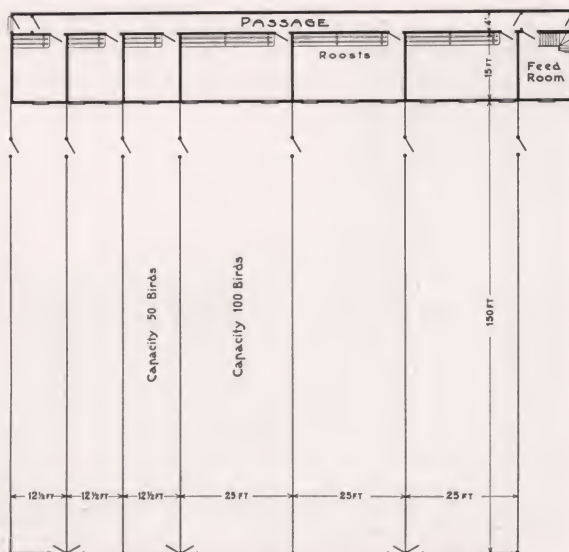 PASSAGE
4'
Roosts
15 FT
Feed
Room
Capacity 50 Birds
Capacity 100 Birds
150 FT
12½ FT
12½ FT
12½ FT
25 FT
25 FT
25 FT